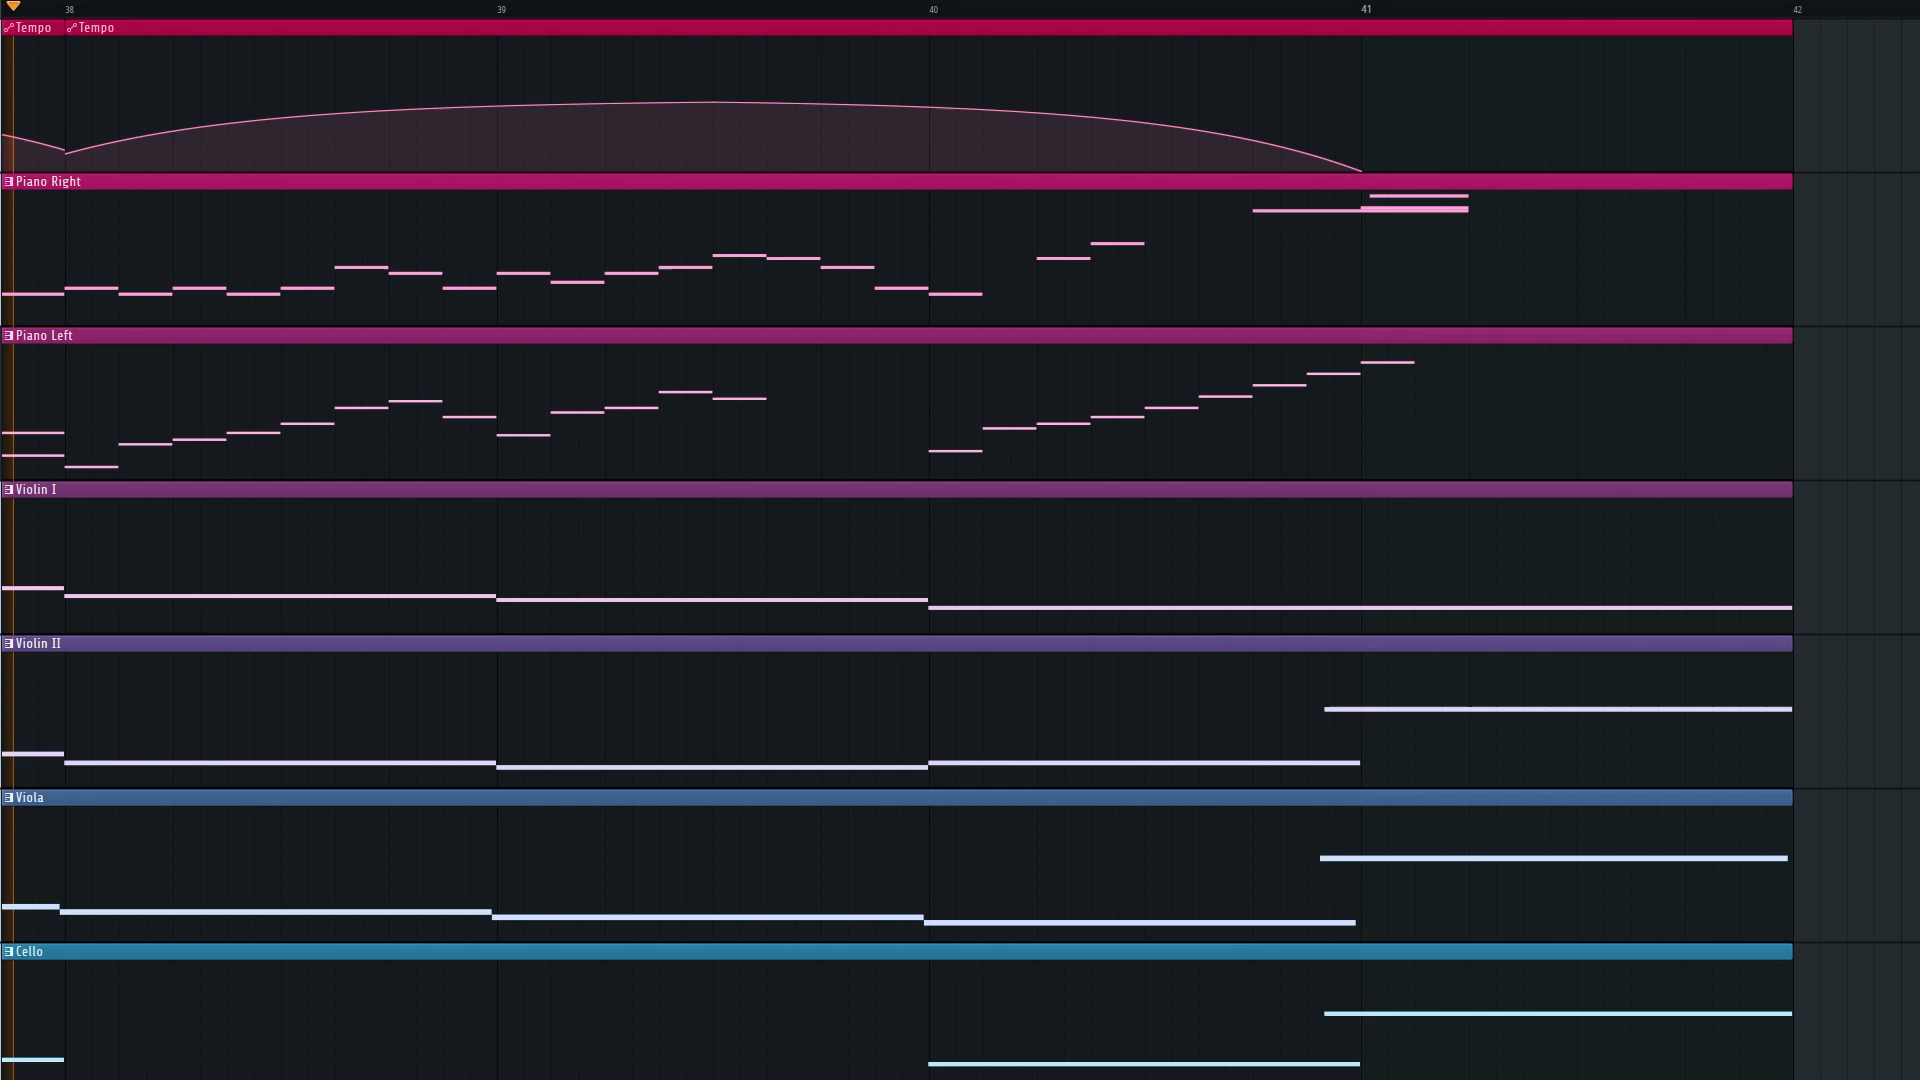 38 39 40 41 42
Tempo Tempo
Piano Right
Piano Left
Violin I
Violin II
Viola
Cello